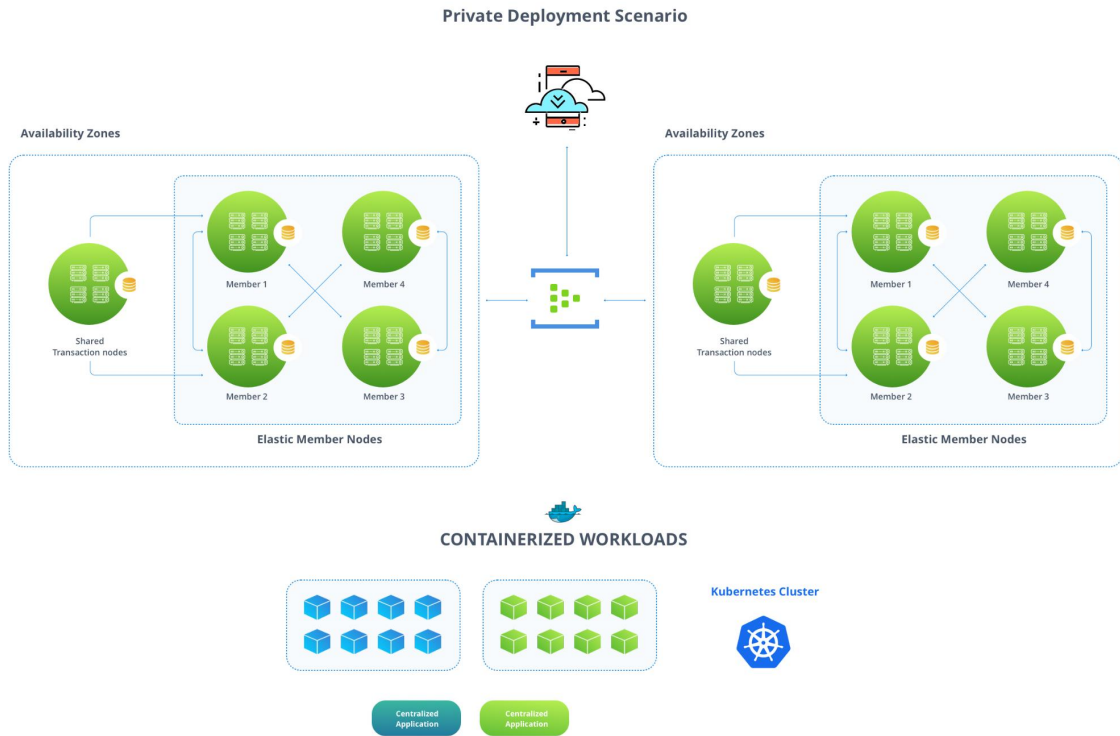 Private Deployment Scenario
Availability Zones
Member 1
Member 4
Shared
Transaction nodes
Member 2
Member 3
Elastic Member Nodes
Availability Zones
Member 1
Member 4
Shared
Transaction nodes
Member 2
Member 3
Elastic Member Nodes
CONTAINERIZED WORKLOADS
Kubernetes Cluster
Centralized
Application
Centralized
Application